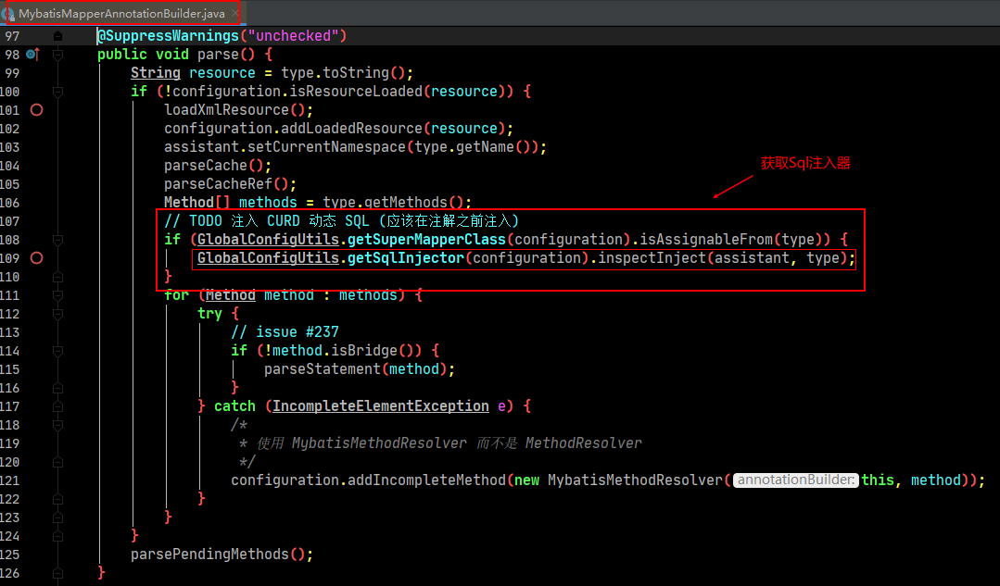 MybatisMapperAnnotationBuilder.java
97 @SuppressWarnings("unchecked")
98 public void parse() {
99 String resource = type.toString();
100 if (!configuration.isResourceLoaded(resource)) {
101 loadXmlResource();
102 configuration.addLoadedResource(resource);
103 assistant.setCurrentNamespace(type.getName());
104 parseCache();
105 parseCacheRef();
106 Method[] methods = type.getMethods();
获取Sql注入器
107 // TODO 注入 CURD 动态 SQL (应该在注解之前注入)
108 if (GlobalConfigUtils.getSuperMapperClass(configuration).isAssignableFrom(type)) {
109 GlobalConfigUtils.getSqlInjector(configuration).inspectInject(assistant, type);
110 }
111 for (Method method : methods) {
112 try {
113 // issue #237
114 if (!method.isBridge()) {
115 parseStatement(method);
116 }
117 } catch (IncompleteElementException e) {
118 /*
119 * 使用 MybatisMethodResolver 而不是 MethodResolver
120 */
121 configuration.addIncompleteMethod(new MybatisMethodResolver( annotationBuilder: this, method));
122 }
123 }
124 }
125 parsePendingMethods();
126 }